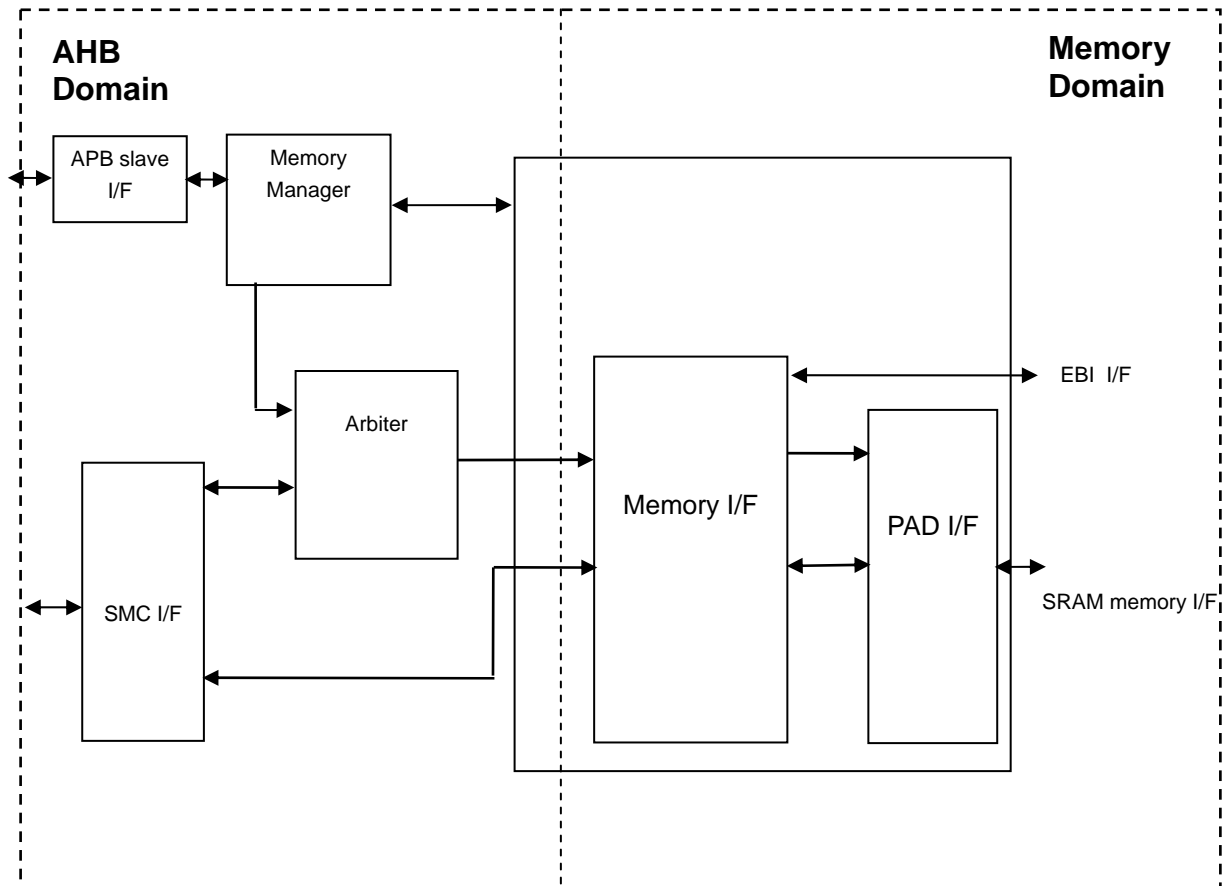 AHB
Domain
Memory
Domain
APB slave
I/F
Memory
Manager
EBI I/F
Arbiter
Memory I/F
PAD I/F
SMC I/F
SRAM memory I/F